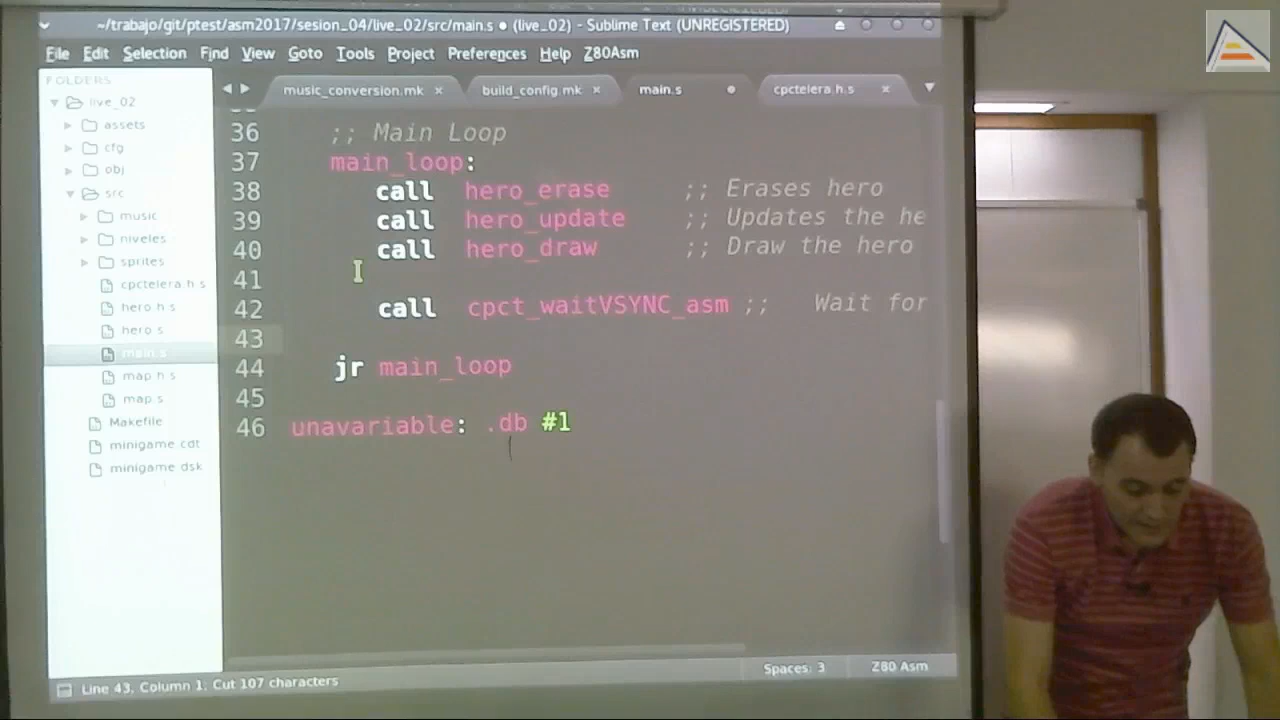 ~/trabajo/git/ptest/asm2017/sesion_04/live_02/src/main.s • (live_02) - Sublime Text (UNREGISTERED)
File Edit Selection Find View Goto Tools Project Preferences Help Z80Asm
FOLDERS
live_02
assets
cfg
obj
src
music
niveles
sprites
cpctelera.h.s
hero.h.s
hero.s
main.s
map.h.s
map.s
Makefile
minigame.cdt
minigame.dsk
music_conversion.mk × build_config.mk × main.s • cpctelera.h.s ×
36 ;; Main Loop
37 main_loop:
38 call hero_erase ;; Erases hero
39 call hero_update ;; Updates the he
40 call hero_draw ;; Draw the hero
41
42 call cpct_waitVSYNC_asm ;; Wait for
43
44 jr main_loop
45
46 unavariable: .db #1
Line 43, Column 1; Cut 107 characters
Spaces: 3 Z80 Asm